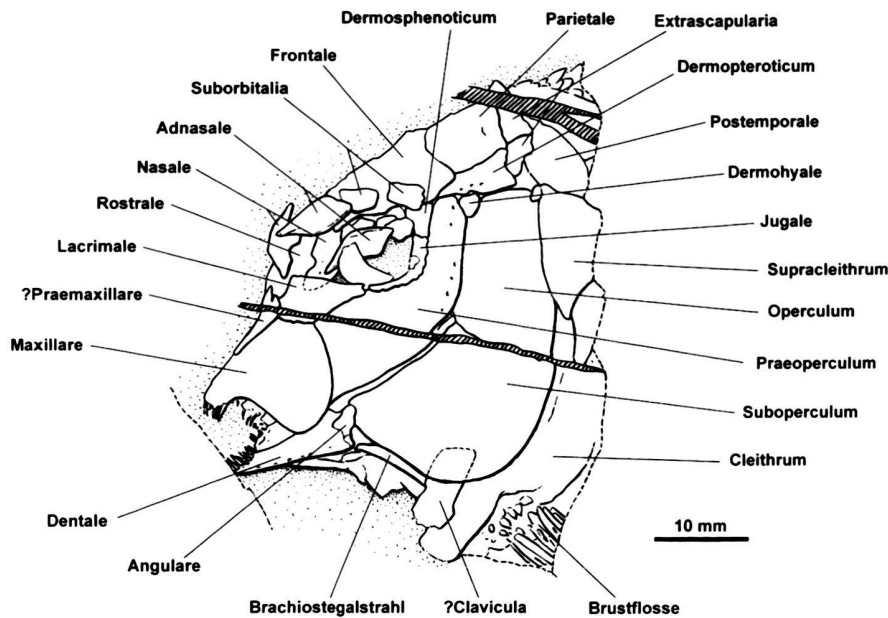 Dermosphenoticum
Parietale
Extrascapularia
Frontale
Dermopteroticum
Suborbitalia
Adnasale
Postemporale
Nasale
Dermohyale
Rostrale
Jugale
Lacrimale
Supracleithrum
?Praemaxillare
Operculum
Maxillare
Praeoperculum
Suboperculum
Cleithrum
Dentale
10 mm
Angulare
Brachiostegalstrahl
?Clavicula
Brustflosse